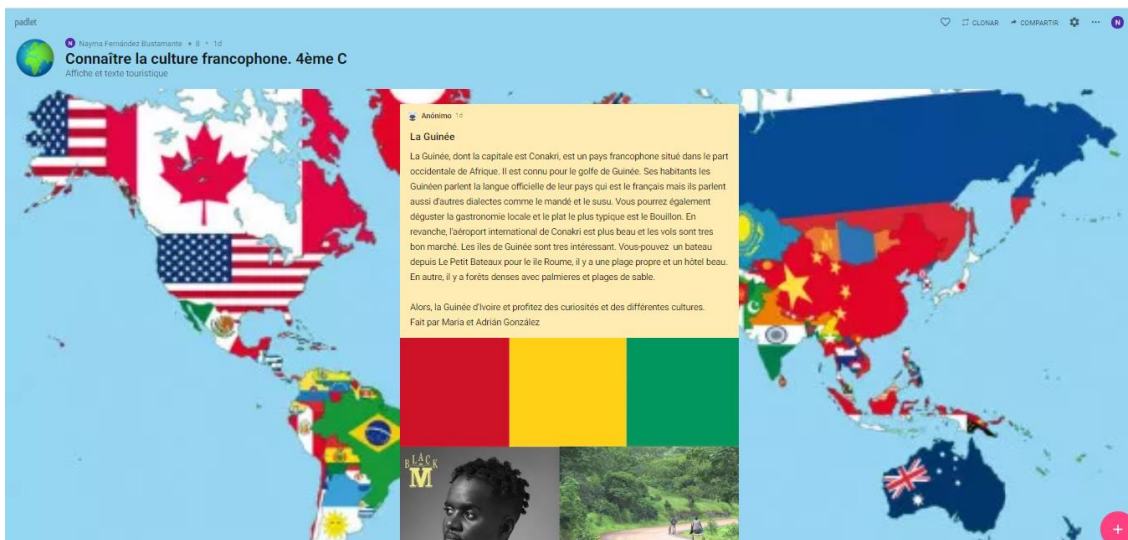 padlet
CLONAR
COMPARTIR
N
N Nayma Fernández Bustamante • 8 • 1d
Connaître la culture francophone. 4ème C
Affiche et texte touristique
Anónimo 1d
La Guinée
La Guinée, dont la capitale est Conakri, est un pays francophone situé dans le part
occidentale de Afrique. Il est connu pour le golfe de Guinée. Ses habitants les
Guinéen parlent la langue officielle de leur pays qui est le français mais ils parlent
aussi d'autres dialectes comme le mandé et le susu. Vous pourrez également
déguster la gastronomie locale et le plat le plus typique est le Bouillon. En
revanche, l'aéroport international de Conakri est plus beau et les vols sont tres
bon marché. Les îles de Guinée sont tres intéressant. Vous-pouvez un bateau
depuis Le Petit Bateaux pour le île Roume, il y a une plage propre et un hôtel beau.
En autre, il y a forêts denses avec palmieres et plages de sable.
Alors, la Guinée d'Ivoire et profitez des curiosités et des différentes cultures.
Fait par Maria et Adrián González
BLACK
M